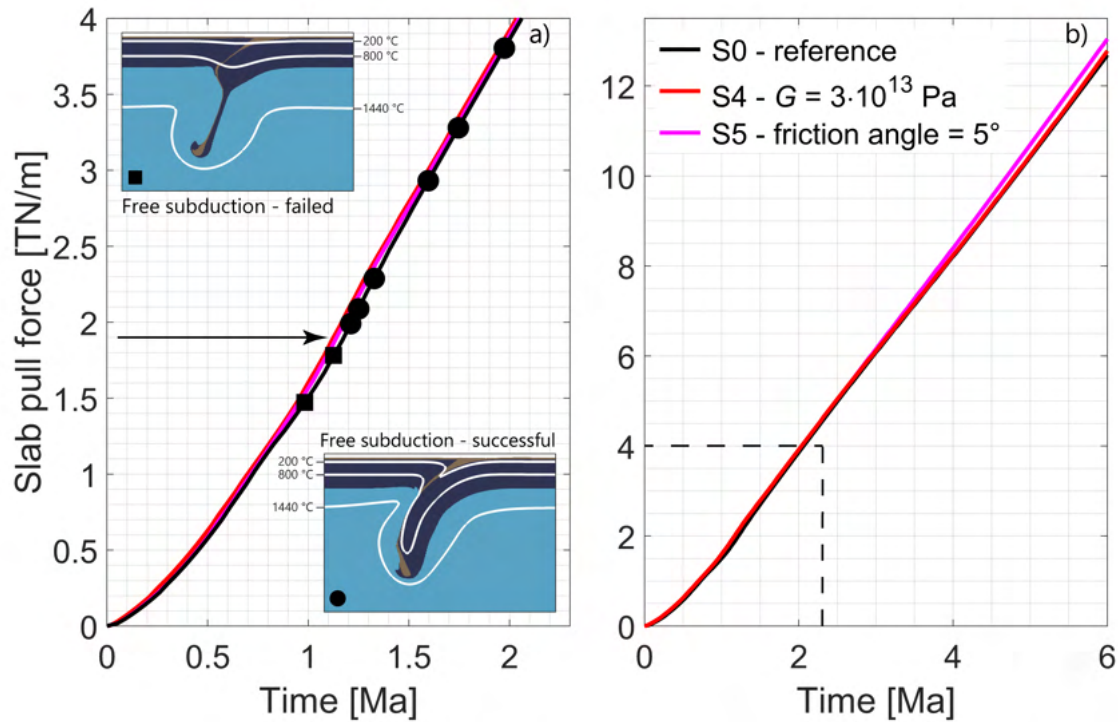 a)
4
3.5
3
2.5
2
1.5
1
0.5
0
Slab pull force [TN/m]
200 °C
800 °C
1440 °C
Free subduction - failed
Free subduction - successful
200 °C
800 °C
1440 °C
0 0.5 1 1.5 2
Time [Ma]
b)
S0 - reference
S4 - G = 3·10¹³ Pa
S5 - friction angle = 5°
12
10
8
6
4
2
0
0 2 4 6
Time [Ma]